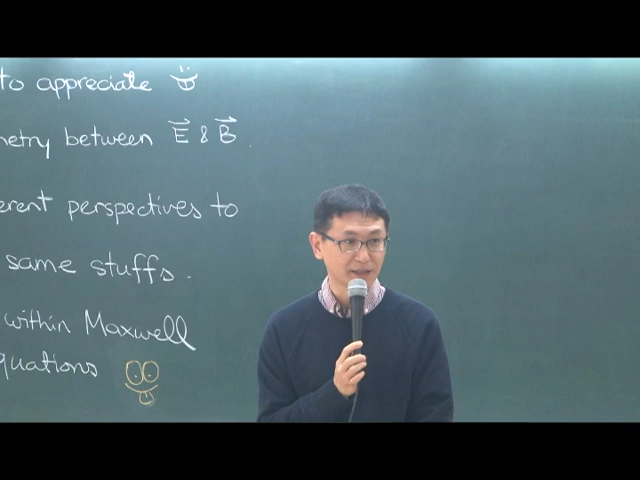 to appreciate
metry between E & B.
erent perspectives to
same stuffs.
within Maxwell
quations